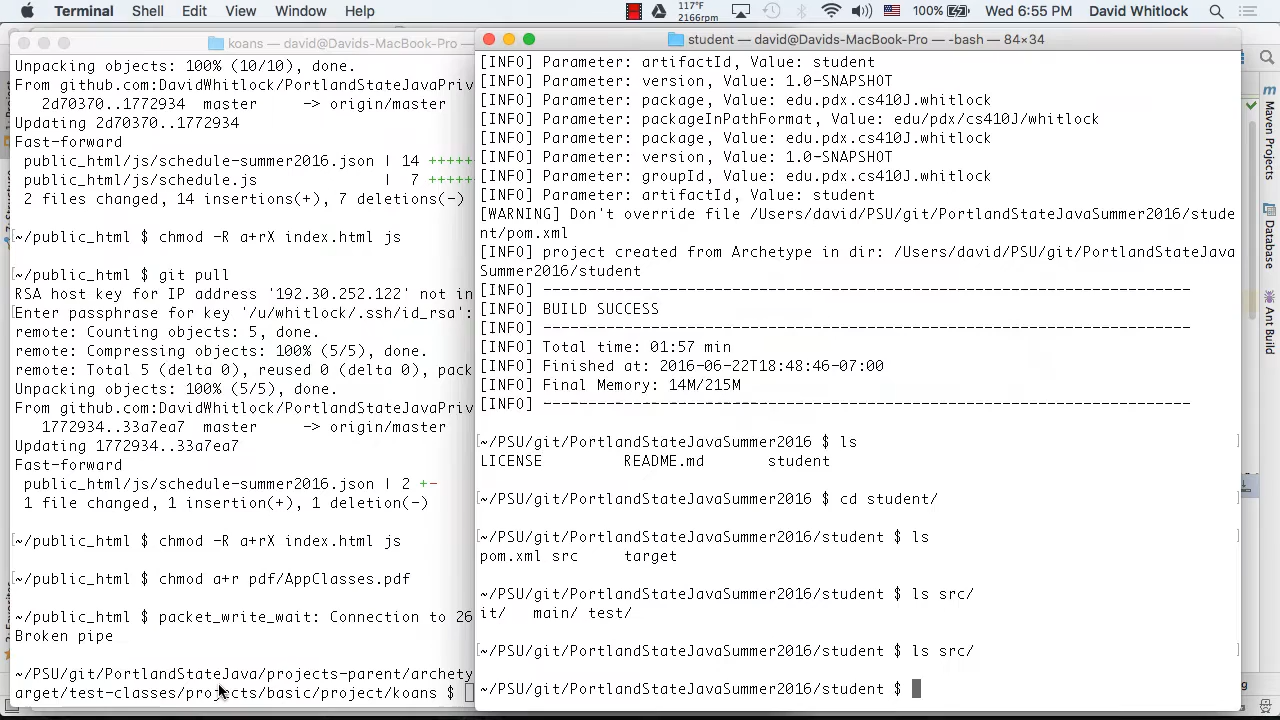 Terminal Shell Edit View Window Help 117°F 2166rpm 100% Wed 6:55 PM David Whitlock
koans — david@Davids-MacBook-Pro —
Unpacking objects: 100% (10/10), done.
From github.com:DavidWhitlock/PortlandStateJavaPriv
2d70370..1772934 master -> origin/master
Updating 2d70370..1772934
Fast-forward
public_html/js/schedule-summer2016.json | 14 +++++
public_html/js/schedule.js | 7 +++++
2 files changed, 14 insertions(+), 7 deletions(-)
~/public_html $ chmod -R a+rX index.html js
~/public_html $ git pull
RSA host key for IP address '192.30.252.122' not in
Enter passphrase for key '/u/whitlock/.ssh/id_rsa':
remote: Counting objects: 5, done.
remote: Compressing objects: 100% (5/5), done.
remote: Total 5 (delta 0), reused 0 (delta 0), pack
Unpacking objects: 100% (5/5), done.
From github.com:DavidWhitlock/PortlandStateJavaPriv
1772934..33a7ea7 master -> origin/master
Updating 1772934..33a7ea7
Fast-forward
public_html/js/schedule-summer2016.json | 2 +-
1 file changed, 1 insertion(+), 1 deletion(-)
~/public_html $ chmod -R a+rX index.html js
~/public_html $ chmod a+r pdf/AppClasses.pdf
~/public_html $ packet_write_wait: Connection to 26
Broken pipe
~/PSU/git/PortlandStateJava/projects-parent/archety
arget/test-classes/projects/basic/project/koans $
student — david@Davids-MacBook-Pro — -bash — 84×34
[INFO] Parameter: artifactId, Value: student
[INFO] Parameter: version, Value: 1.0-SNAPSHOT
[INFO] Parameter: package, Value: edu.pdx.cs410J.whitlock
[INFO] Parameter: packageInPathFormat, Value: edu/pdx/cs410J/whitlock
[INFO] Parameter: package, Value: edu.pdx.cs410J.whitlock
[INFO] Parameter: version, Value: 1.0-SNAPSHOT
[INFO] Parameter: groupId, Value: edu.pdx.cs410J.whitlock
[INFO] Parameter: artifactId, Value: student
[WARNING] Don't override file /Users/david/PSU/git/PortlandStateJavaSummer2016/stude
nt/pom.xml
[INFO] project created from Archetype in dir: /Users/david/PSU/git/PortlandStateJava
Summer2016/student
[INFO] ------------------------------------------------------------------------
[INFO] BUILD SUCCESS
[INFO] ------------------------------------------------------------------------
[INFO] Total time: 01:57 min
[INFO] Finished at: 2016-06-22T18:48:46-07:00
[INFO] Final Memory: 14M/215M
[INFO] ------------------------------------------------------------------------
~/PSU/git/PortlandStateJavaSummer2016 $ ls
LICENSE README.md student
~/PSU/git/PortlandStateJavaSummer2016 $ cd student/
~/PSU/git/PortlandStateJavaSummer2016/student $ ls
pom.xml src target
~/PSU/git/PortlandStateJavaSummer2016/student $ ls src/
it/ main/ test/
~/PSU/git/PortlandStateJavaSummer2016/student $ ls src/
~/PSU/git/PortlandStateJavaSummer2016/student $
Maven Projects
Database
Ant Build